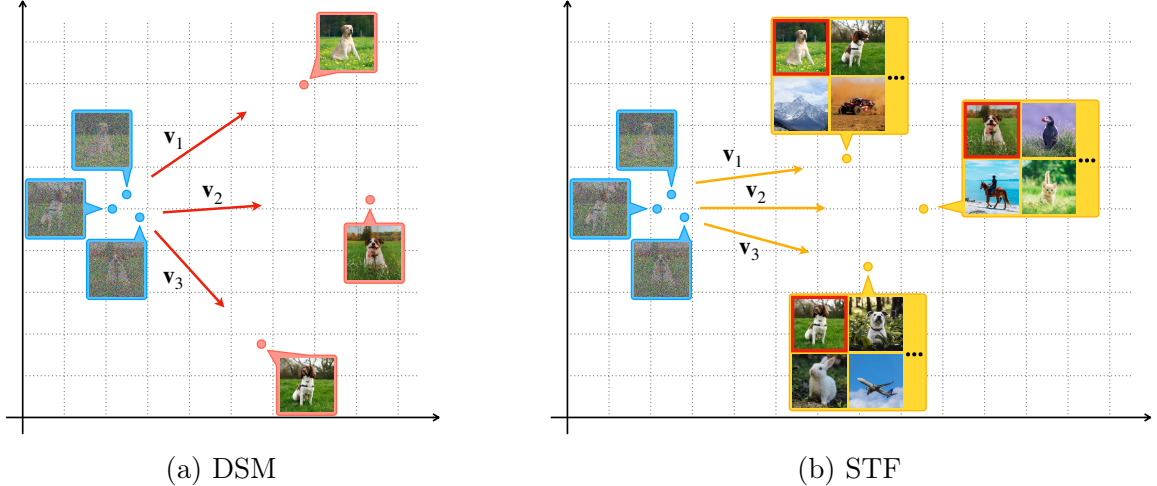 v₁
v₂
v₃
(a) DSM
v₁
v₂
v₃
...
...
...
(b) STF